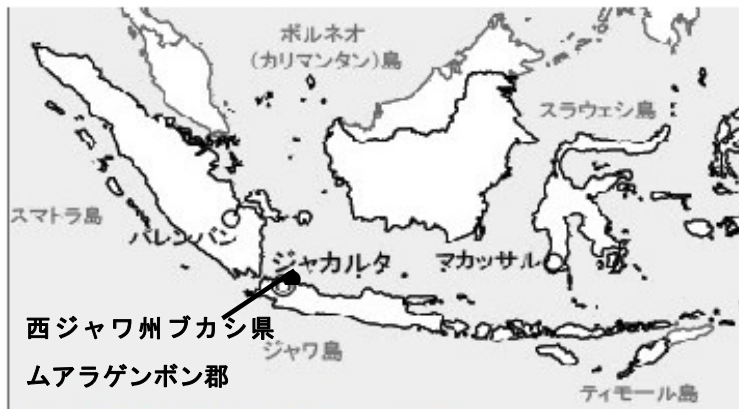 ボルネオ
(カリマンタン)島
スラウェシ島
スマトラ島
パレンバン
ジャカルタ
マカッサル
西ジャワ州ブカシ県
ムアラゲンボン郡
ジャワ島
ティモール島